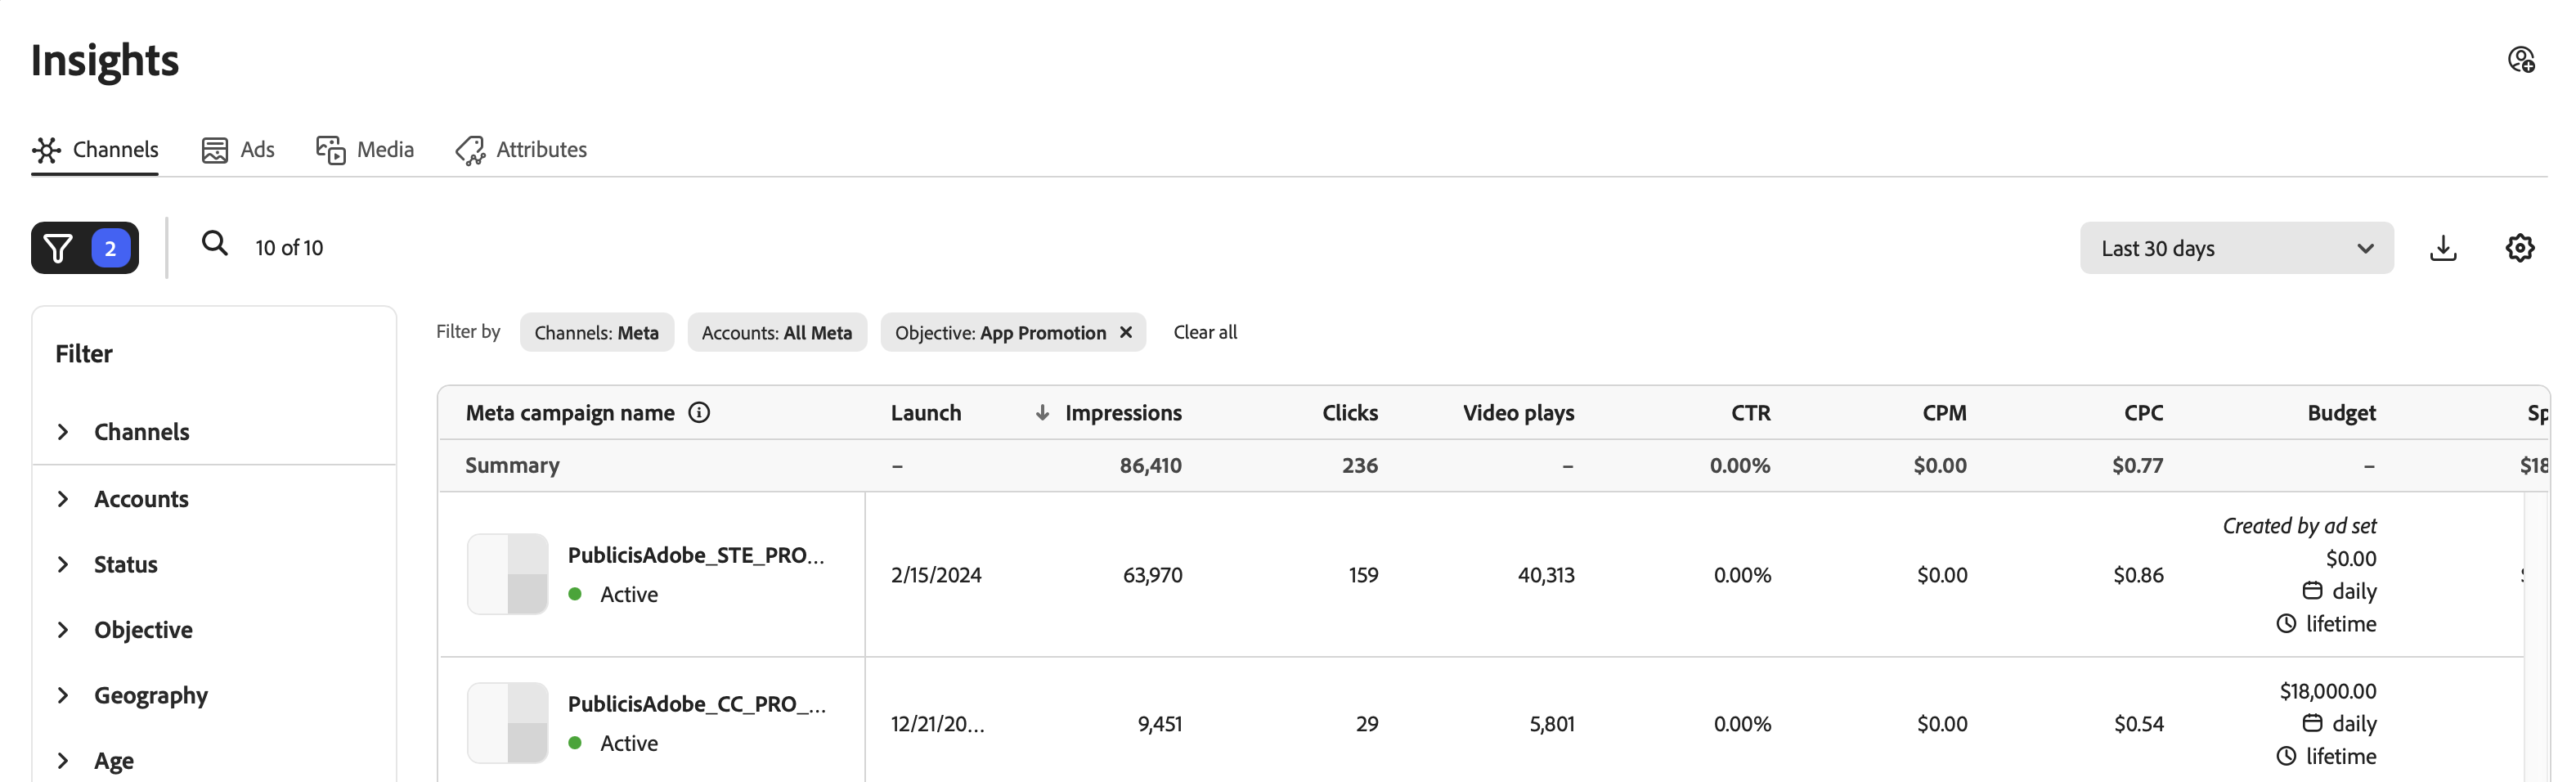 Insights
Channels Ads Media Attributes
2 10 of 10 Last 30 days
Filter by Channels: Meta Accounts: All Meta Objective: App Promotion Clear all
Filter
Channels
Accounts
Status
Objective
Geography
Age
Meta campaign name Launch Impressions Clicks Video plays CTR CPM CPC Budget
Summary – 86,410 236 – 0.00% $0.00 $0.77 – $18
PublicisAdobe_STE_PRO... 2/15/2024 63,970 159 40,313 0.00% $0.00 $0.86 Created by ad set
Active $0.00
daily
lifetime
PublicisAdobe_CC_PRO_... 12/21/20... 9,451 29 5,801 0.00% $0.00 $0.54 $18,000.00
Active daily
lifetime